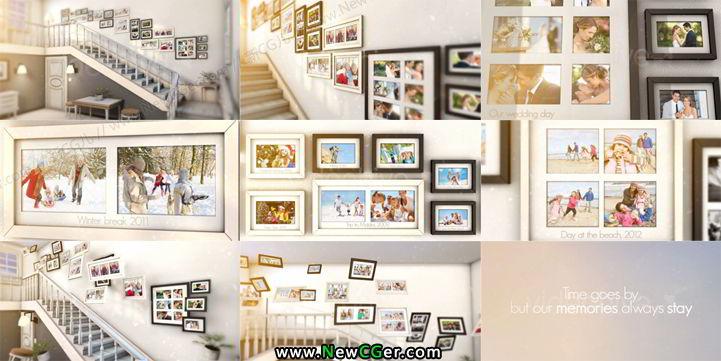 Our wedding day
Winter break 2011
Day at the beach, 2012
Time goes by
but our memories always stay
www.NewCGer.com